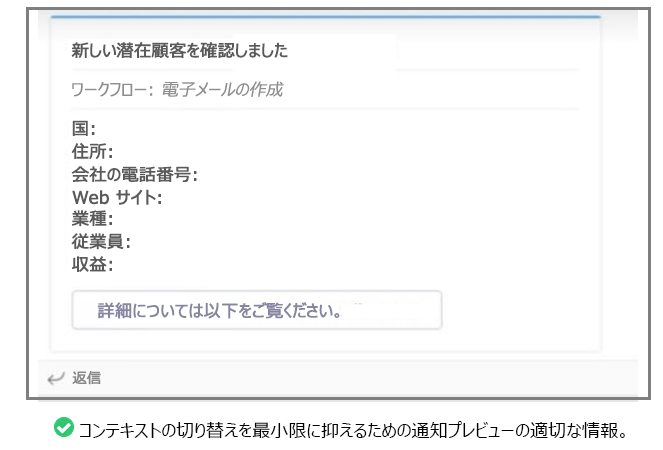 新しい潜在顧客を確認しました
ワークフロー: 電子メールの作成
国:
住所:
会社の電話番号:
Web サイト:
業種:
従業員:
収益:
詳細については以下をご覧ください。
返信
コンテキストの切り替えを最小限に抑えるための通知プレビューの適切な情報。